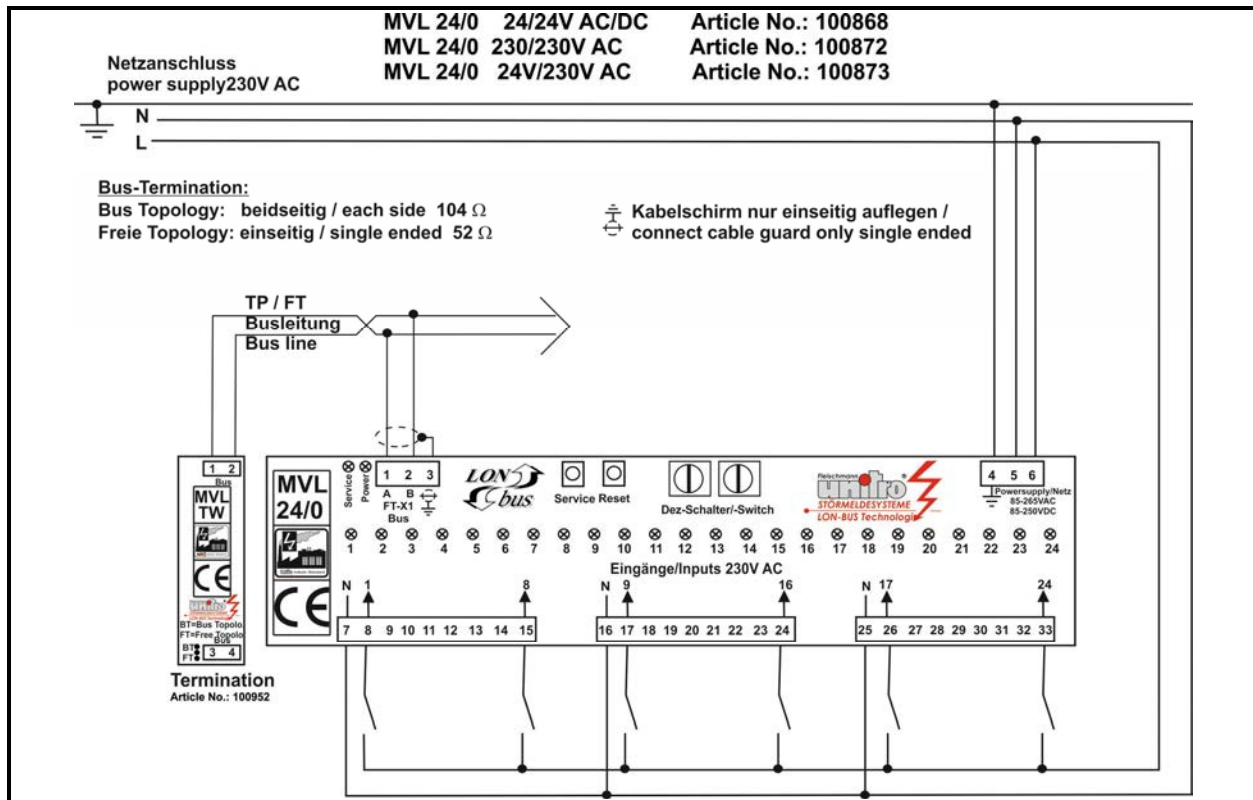 MVL 24/0 24/24V AC/DC Article No.: 100868
MVL 24/0 230/230V AC Article No.: 100872
MVL 24/0 24V/230V AC Article No.: 100873
Netzanschluss
power supply230V AC
N
L
Bus-Termination:
Bus Topology: beidseitig / each side 104 Ω
Freie Topology: einseitig / single ended 52 Ω
Kabelschirm nur einseitig auflegen /
connect cable guard only single ended
TP / FT
Busleitung
Bus line
1 2
Bus
MVL
TW
CE
BT=Bus Topolo.
FT=Free Topolo
Bus
BT
FT
3 4
Termination
Article No.: 100952
MVL
24/0
CE
Service
Power
1 2 3
A B
FT-X1
Bus
LON
bus
Service Reset
Dez-Schalter/-Switch
Fleischmann
unitro ®
STÖRMELDESYSTEME
LON-BUS Technologie
4 5 6
Powersupply/Netz
85-265VAC
85-250VDC
1 2 3 4 5 6 7 8 9 10 11 12 13 14 15 16 17 18 19 20 21 22 23 24
Eingänge/Inputs 230V AC
N 1 8 N 9 16 N 17 24
7 8 9 10 11 12 13 14 15 16 17 18 19 20 21 22 23 24 25 26 27 28 29 30 31 32 33